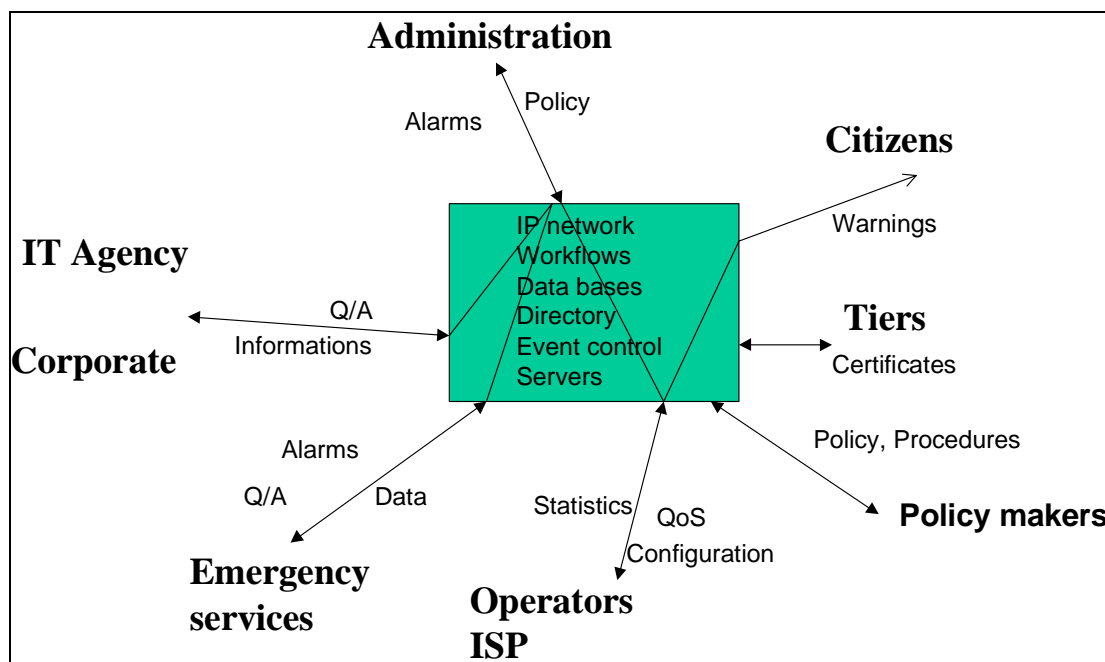 Administration
Policy
Alarms
Citizens
Warnings
IP network
Workflows
Data bases
Directory
Event control
Servers
IT Agency
Q/A
Informations
Corporate
Tiers
Certificates
Policy, Procedures
Policy makers
Alarms
Q/A
Data
Emergency
services
Statistics
QoS
Configuration
Operators
ISP